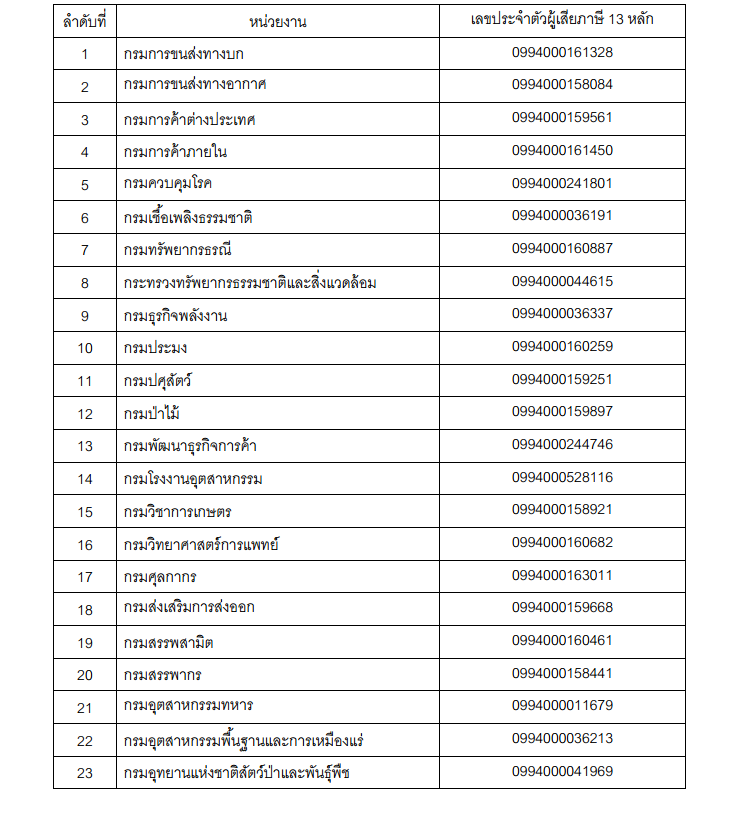 ลำดับที่ หน่วยงาน เลขประจำตัวผู้เสียภาษี 13 หลัก
1 กรมการขนส่งทางบก 0994000161328
2 กรมการขนส่งทางอากาศ 0994000158084
3 กรมการค้าต่างประเทศ 0994000159561
4 กรมการค้าภายใน 0994000161450
5 กรมควบคุมโรค 0994000241801
6 กรมเชื้อเพลิงธรรมชาติ 0994000036191
7 กรมทรัพยากรธรณี 0994000160887
8 กระทรวงทรัพยากรธรรมชาติและสิ่งแวดล้อม 0994000044615
9 กรมธุรกิจพลังงาน 0994000036337
10 กรมประมง 0994000160259
11 กรมปศุสัตว์ 0994000159251
12 กรมป่าไม้ 0994000159897
13 กรมพัฒนาธุรกิจการค้า 0994000244746
14 กรมโรงงานอุตสาหกรรม 0994000528116
15 กรมวิชาการเกษตร 0994000158921
16 กรมวิทยาศาสตร์การแพทย์ 0994000160682
17 กรมศุลกากร 0994000163011
18 กรมส่งเสริมการส่งออก 0994000159668
19 กรมสรรพสามิต 0994000160461
20 กรมสรรพากร 0994000158441
21 กรมอุตสาหกรรมทหาร 0994000011679
22 กรมอุตสาหกรรมพื้นฐานและการเหมืองแร่ 0994000036213
23 กรมอุทยานแห่งชาติสัตว์ป่าและพันธุ์พืช 0994000041969